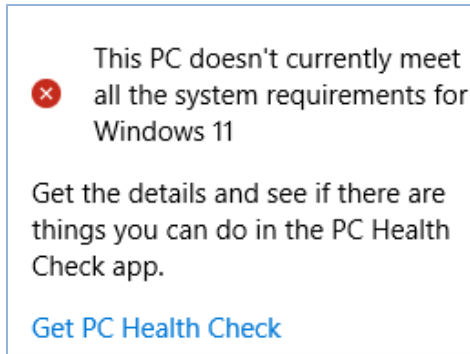 This PC doesn't currently meet
all the system requirements for
Windows 11
Get the details and see if there are
things you can do in the PC Health
Check app.
Get PC Health Check